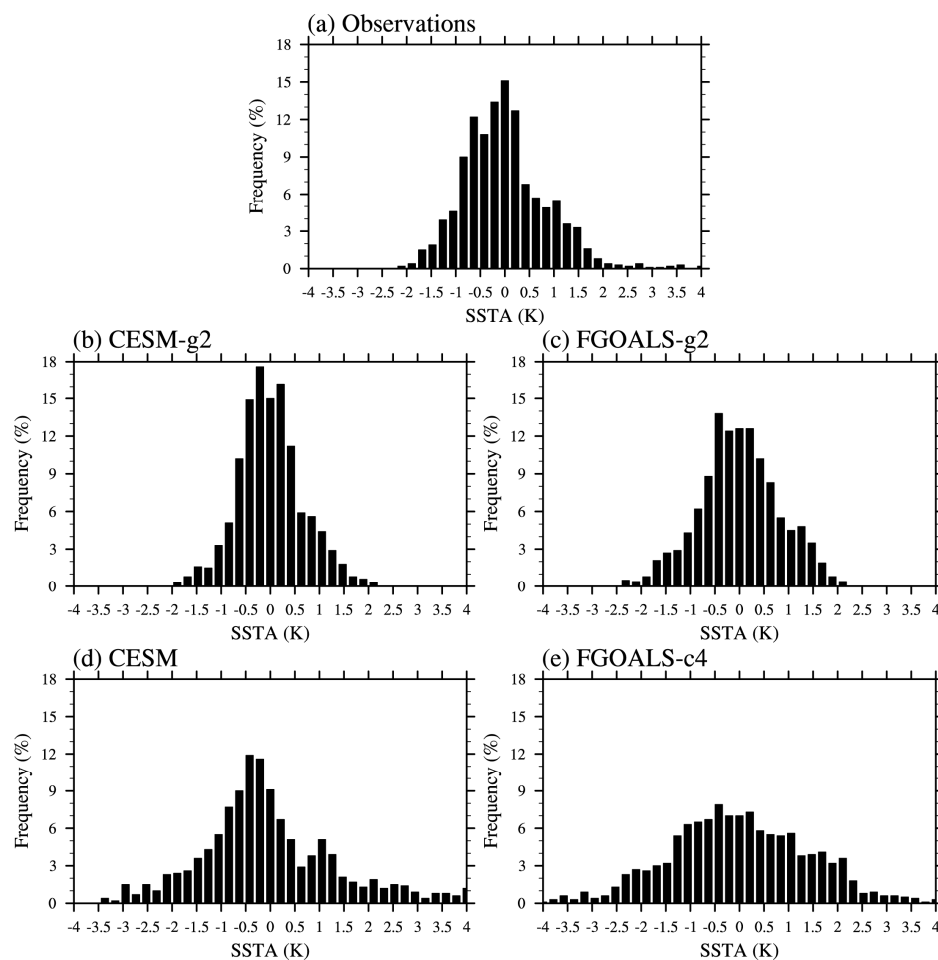 (a) Observations
18
15
12
9
6
3
0
Frequency (%)
-4 -3.5 -3 -2.5 -2 -1.5 -1 -0.5 0 0.5 1 1.5 2 2.5 3 3.5 4
SSTA (K)
(b) CESM-g2
18
15
12
9
6
3
0
Frequency (%)
-4 -3.5 -3 -2.5 -2 -1.5 -1 -0.5 0 0.5 1 1.5 2 2.5 3 3.5 4
SSTA (K)
(c) FGOALS-g2
18
15
12
9
6
3
0
Frequency (%)
-4 -3.5 -3 -2.5 -2 -1.5 -1 -0.5 0 0.5 1 1.5 2 2.5 3 3.5 4
SSTA (K)
(d) CESM
18
15
12
9
6
3
0
Frequency (%)
-4 -3.5 -3 -2.5 -2 -1.5 -1 -0.5 0 0.5 1 1.5 2 2.5 3 3.5 4
SSTA (K)
(e) FGOALS-c4
18
15
12
9
6
3
0
Frequency (%)
-4 -3.5 -3 -2.5 -2 -1.5 -1 -0.5 0 0.5 1 1.5 2 2.5 3 3.5 4
SSTA (K)